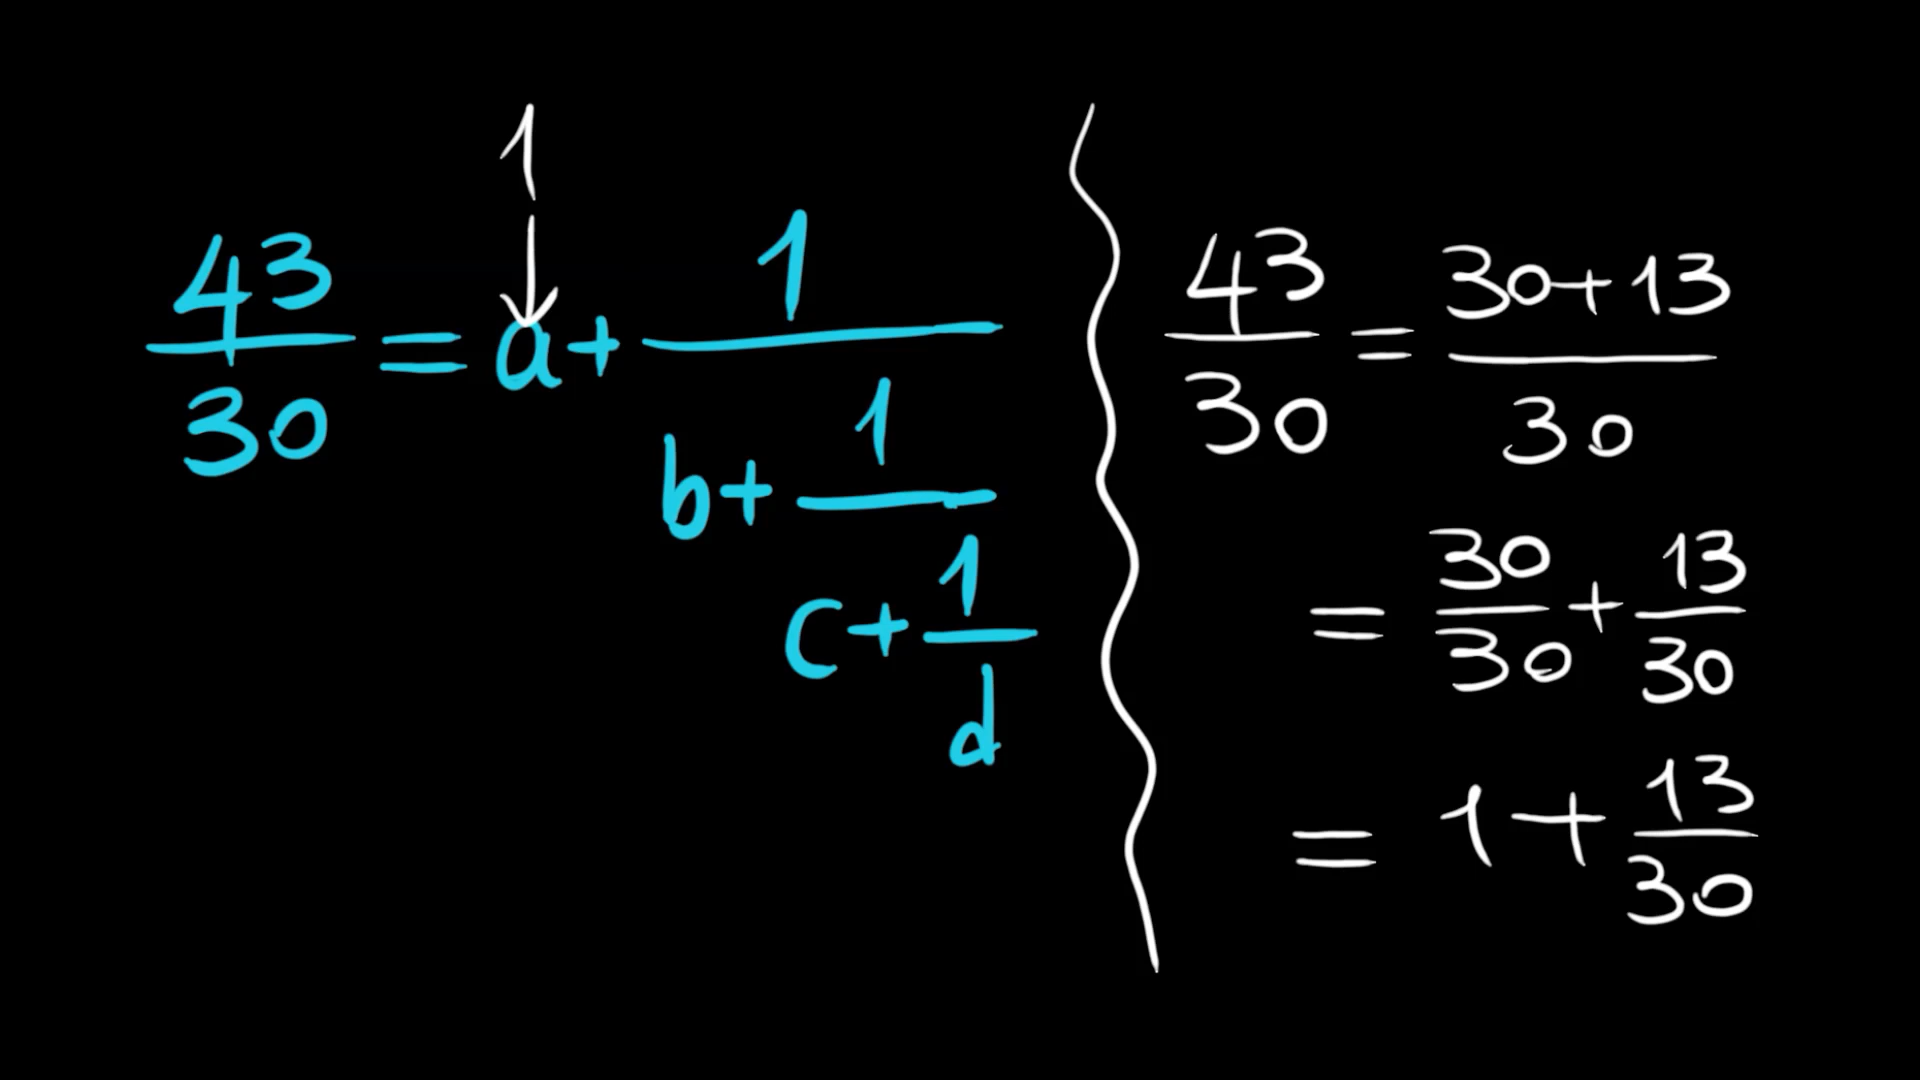 1
↓
43/30 = a + 1/(b + 1/(c + 1/d))
43/30 = (30+13)/30
= 30/30 + 13/30
= 1 + 13/30